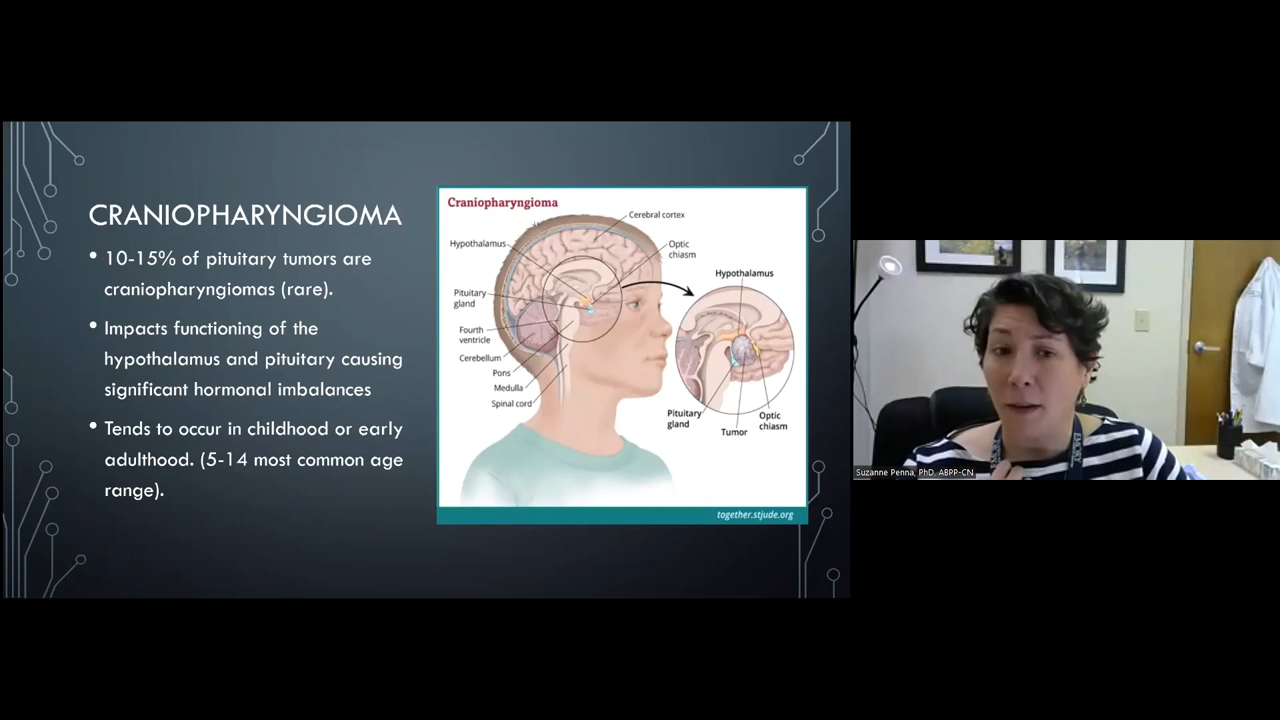 CRANIOPHARYNGIOMA
• 10-15% of pituitary tumors are
craniopharyngiomas (rare).
• Impacts functioning of the
hypothalamus and pituitary causing
significant hormonal imbalances
• Tends to occur in childhood or early
adulthood. (5-14 most common age
range).
Craniopharyngioma
Cerebral cortex
Hypothalamus
Optic
chiasm
Pituitary
gland
Fourth
ventricle
Cerebellum
Pons
Medulla
Spinal cord
Hypothalamus
Pituitary
gland
Tumor
Optic
chiasm
together.stjude.org
EMORY
Suzanne Penna, PhD, ABPP-CN